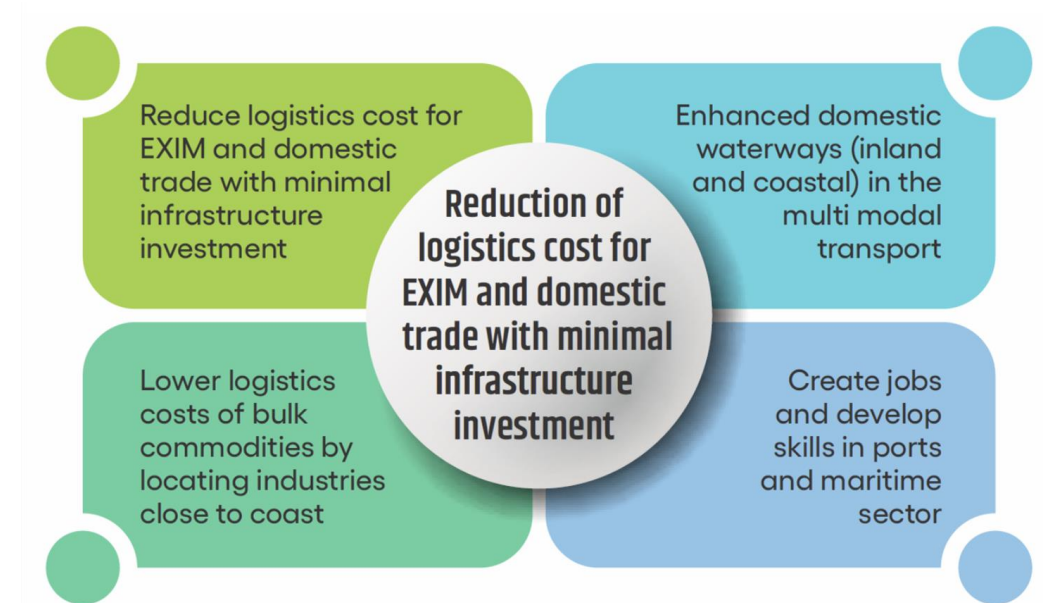 Reduce logistics cost for
EXIM and domestic
trade with minimal
infrastructure
investment
Enhanced domestic
waterways (inland
and coastal) in the
multi modal
transport
Reduction of
logistics cost for
EXIM and domestic
trade with minimal
infrastructure
investment
Lower logistics
costs of bulk
commodities by
locating industries
close to coast
Create jobs
and develop
skills in ports
and maritime
sector